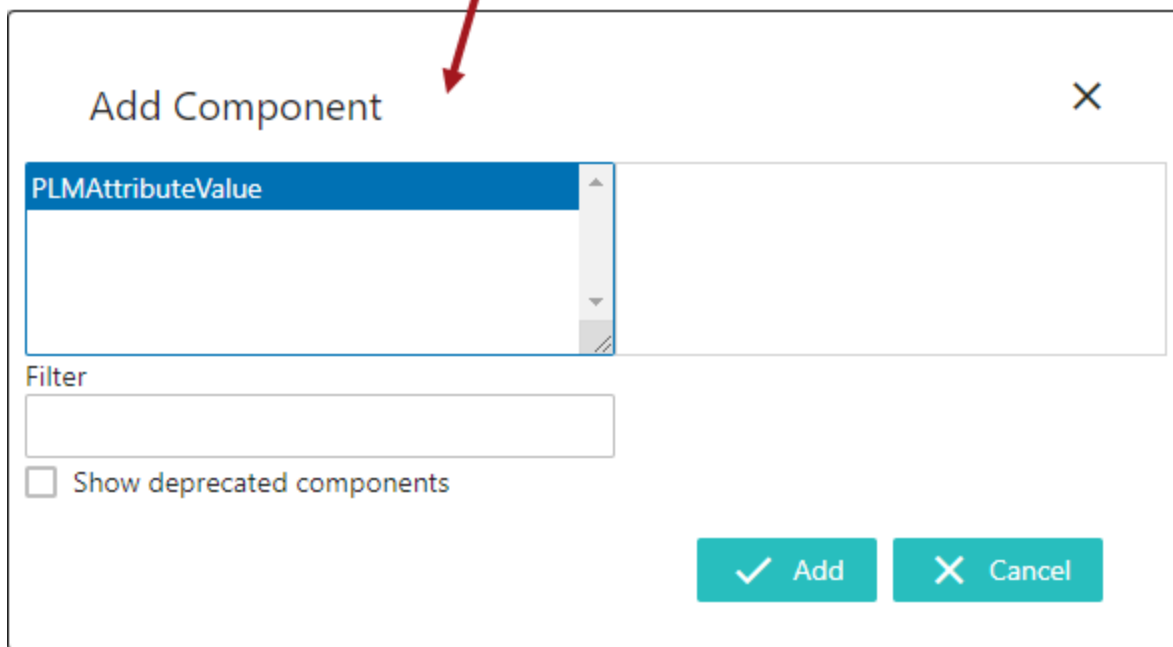 Add Component
PLMAttributeValue
Filter
Show deprecated components
Add
Cancel